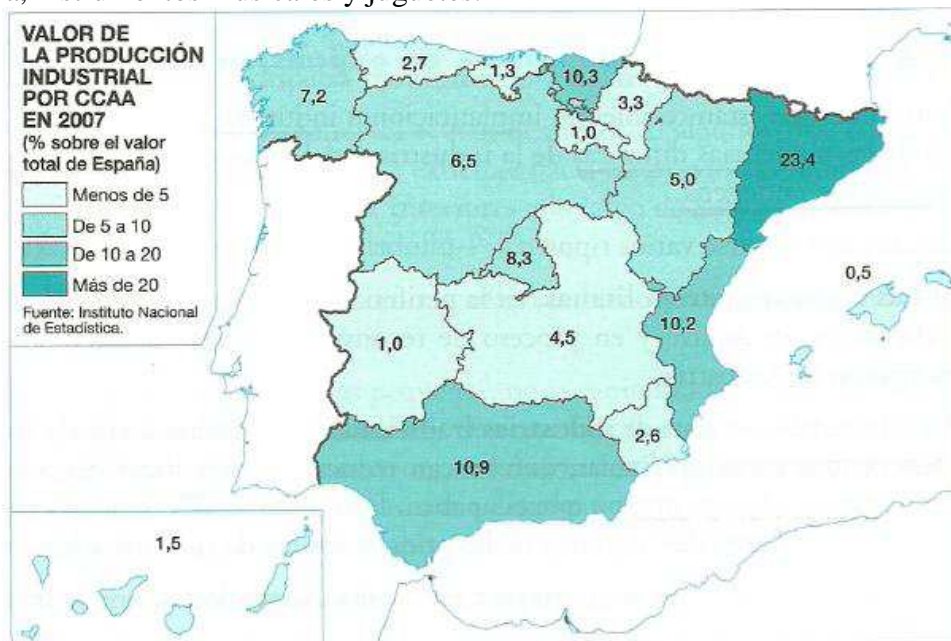 instrumentos musicales y juguetes.
VALOR DE
LA PRODUCCIÓN
INDUSTRIAL
POR CCAA
EN 2007
(% sobre el valor
total de España)
Menos de 5
De 5 a 10
De 10 a 20
Más de 20
Fuente: Instituto Nacional
de Estadística.
2,7
1,3
10,3
7,2
3,3
1,0
6,5
5,0
23,4
8,3
0,5
10,2
1,0
4,5
2,6
10,9
1,5